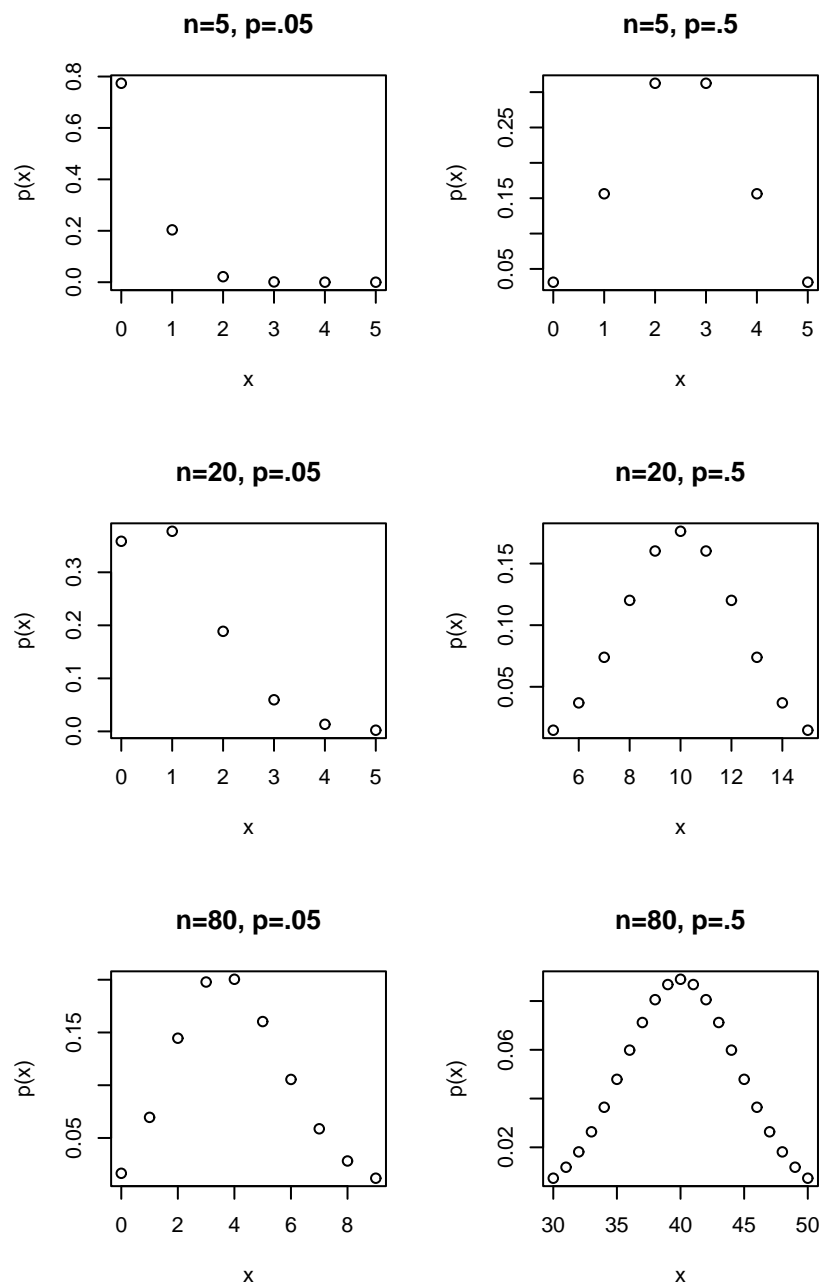 n=5, p=.05
0.0 0.2 0.4 0.6 0.8
p(x)
0 1 2 3 4 5
x
n=5, p=.5
0.05 0.15 0.25
p(x)
0 1 2 3 4 5
x
n=20, p=.05
0.0 0.1 0.2 0.3
p(x)
0 1 2 3 4 5
x
n=20, p=.5
0.05 0.10 0.15
p(x)
6 8 10 12 14
x
n=80, p=.05
0.05 0.15
p(x)
0 2 4 6 8
x
n=80, p=.5
0.02 0.06
p(x)
30 35 40 45 50
x